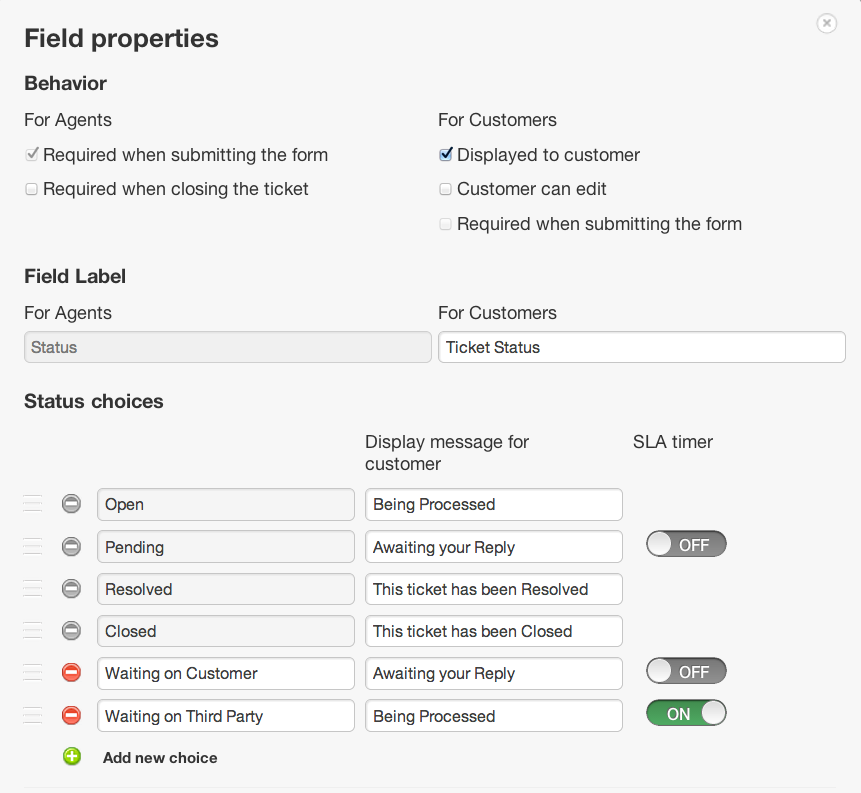 Field properties
Behavior
For Agents
For Customers
Required when submitting the form
Displayed to customer
Required when closing the ticket
Customer can edit
Required when submitting the form
Field Label
For Agents
For Customers
Status
Ticket Status
Status choices
Display message for
customer
SLA timer
Open
Being Processed
Pending
Awaiting your Reply
OFF
Resolved
This ticket has been Resolved
Closed
This ticket has been Closed
Waiting on Customer
Awaiting your Reply
OFF
Waiting on Third Party
Being Processed
ON
Add new choice